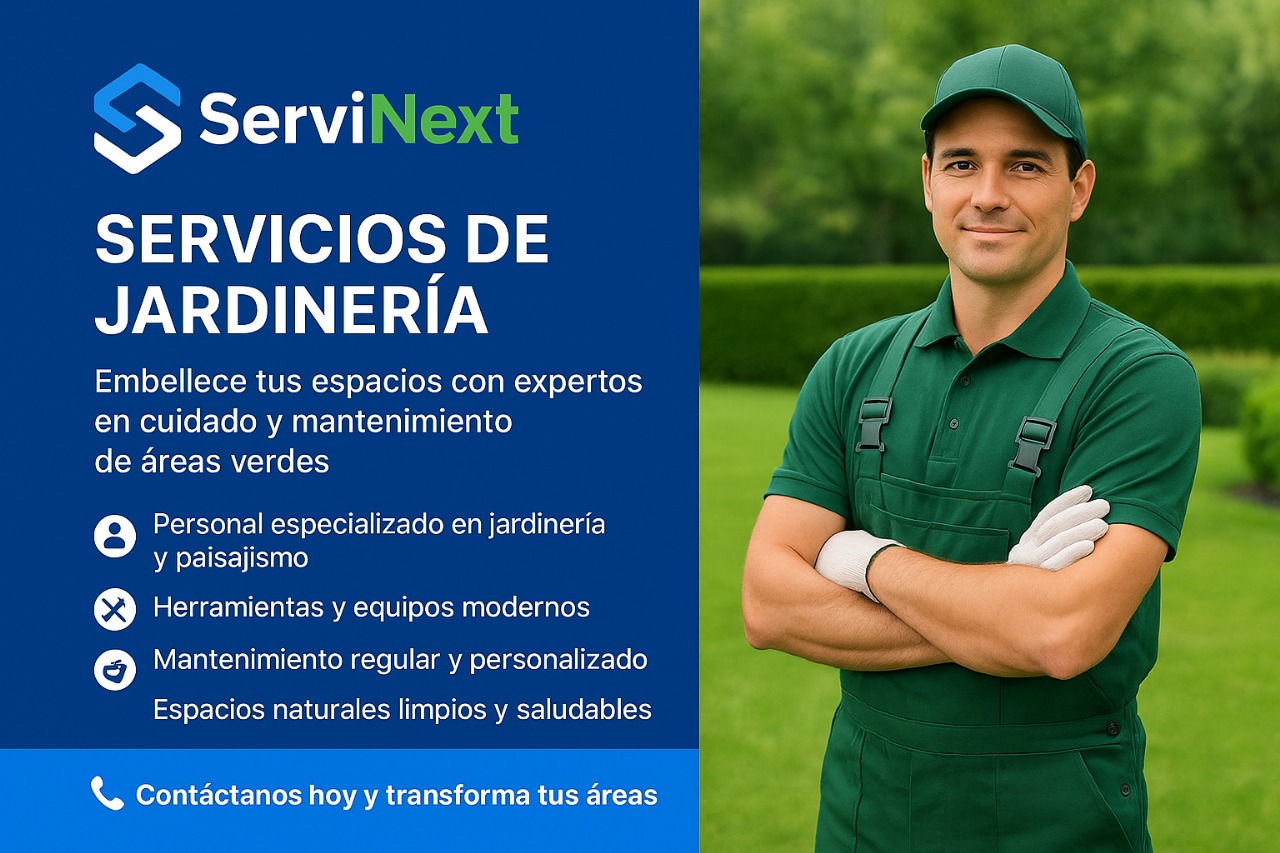 ServiNext
SERVICIOS DE
JARDINERÍA
Embellece tus espacios con expertos
en cuidado y mantenimiento
de áreas verdes
Personal especializado en jardinería
y paisajismo
Herramientas y equipos modernos
Mantenimiento regular y personalizado
Espacios naturales limpios y saludables
Contáctanos hoy y transforma tus áreas